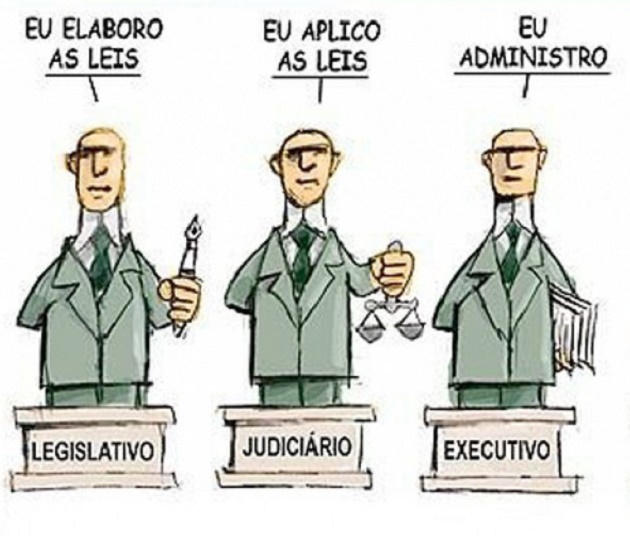 EU ELABORO
AS LEIS
EU APLICO
AS LEIS
EU
ADMINISTRO
LEGISLATIVO
JUDICIÁRIO
EXECUTIVO